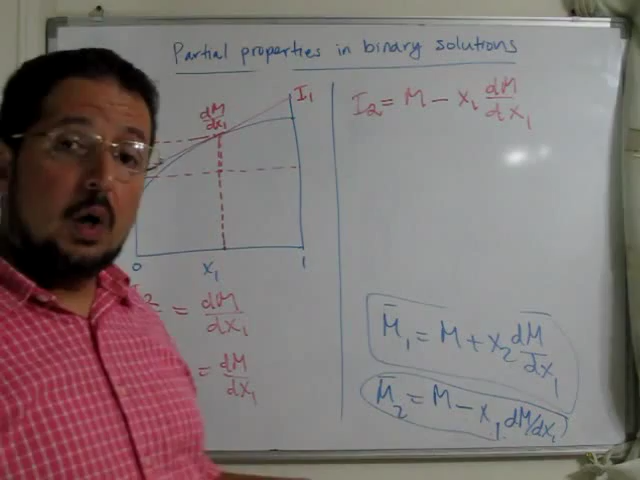 Partial properties in binary solutions
dM/dx₁
I₁
0
x₁
1
= dM/dx₁
= dM/dx₁
I₂ = M − x₁ dM/dx₁
M̄₁ = M + x₂ dM/dx₁
M̄₂ = M − x₁ dM/dx₁